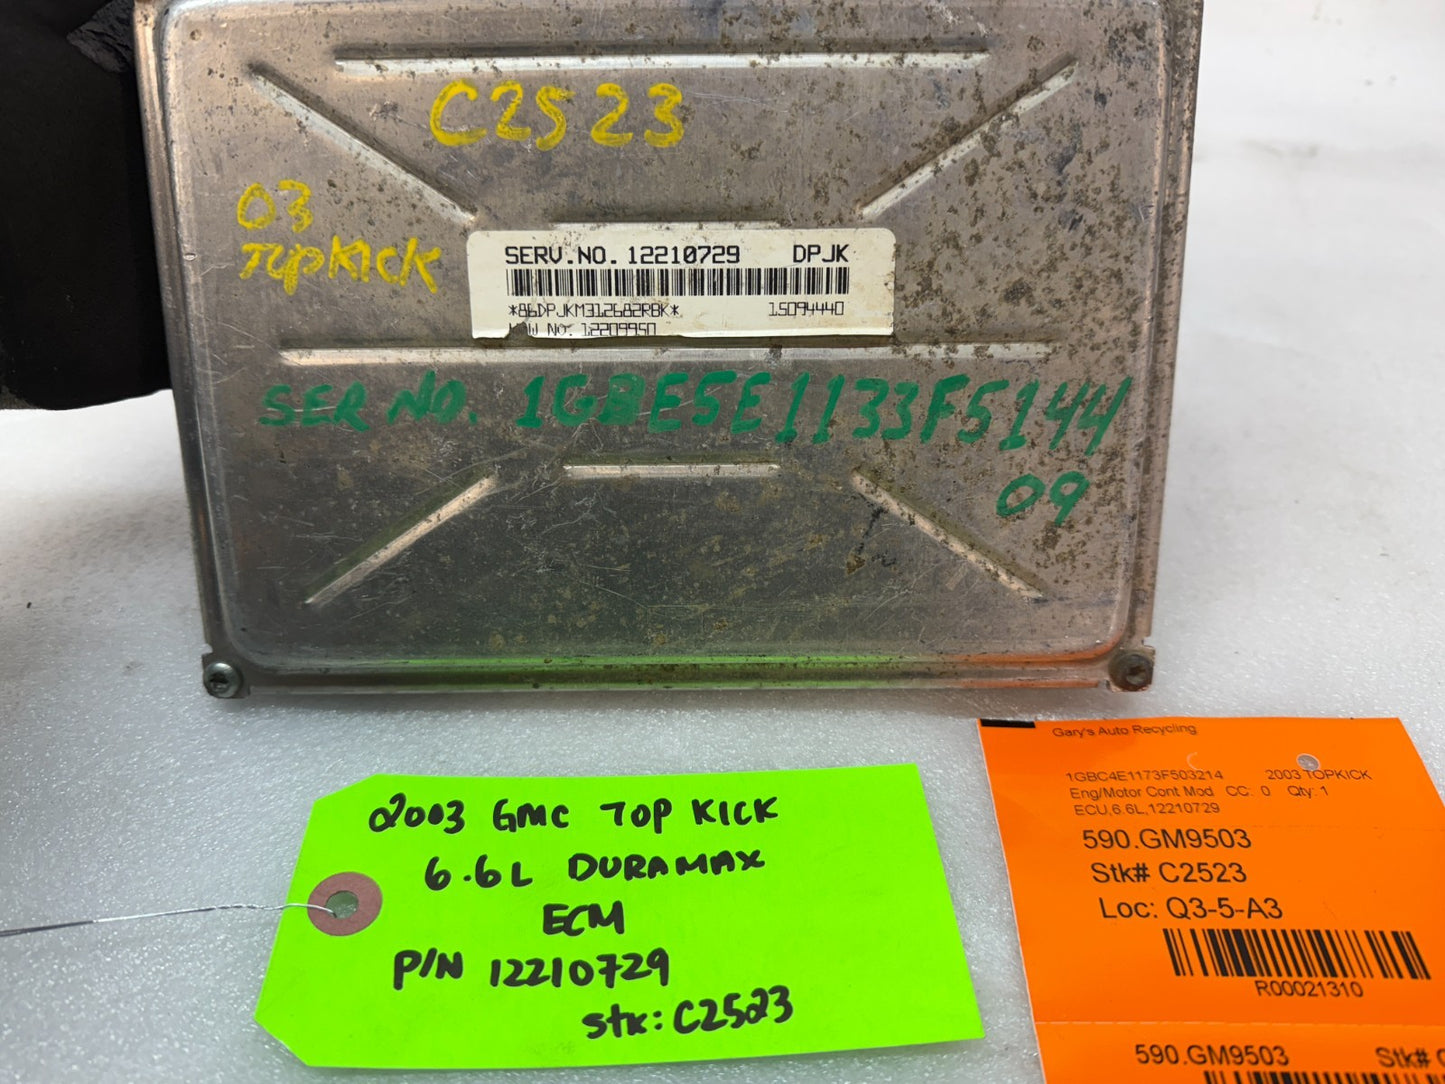 C2523
03
TOPKICK
SERV.NO. 12210729 DPJK
*86DPJKM312682RBK* 15094440
NO. 12209950
SER NO. 1GBE5E1133F5144
09
2003 GMC TOP KICK
6.6L DURAMAX
ECM
P/N 12210729
stk: C2523
Gary's Auto Recycling
1GBC4E1173F503214 2003 TOPKICK
Eng/Motor Cont Mod CC: 0 Qty: 1
ECU,6.6L,12210729
590.GM9503
Stk# C2523
Loc: Q3-5-A3
R00021310
590.GM9503 Stk#